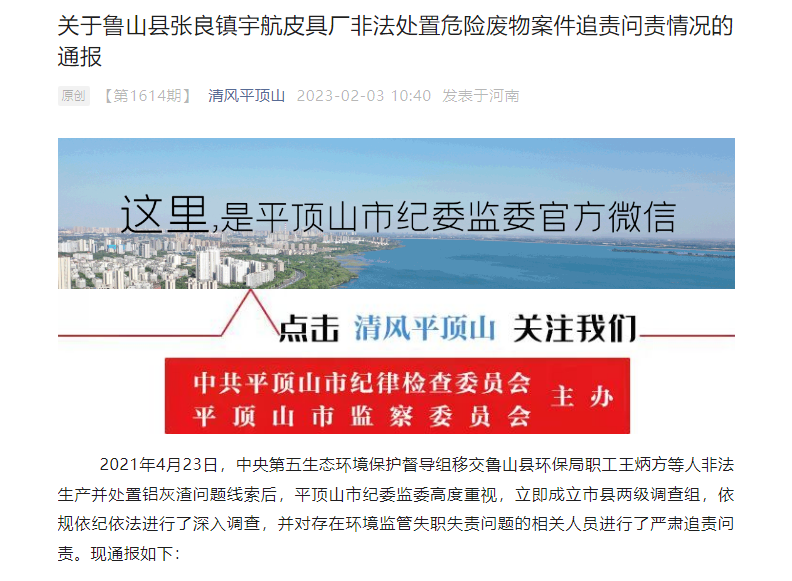 关于鲁山县张良镇宇航皮具厂非法处置危险废物案件追责问责情况的
通报
原创 【第1614期】 清风平顶山 2023-02-03 10:40 发表于河南
这里,是平顶山市纪委监委官方微信
点击 清风平顶山 关注我们
中共平顶山市纪律检查委员会
平顶山市监察委员会
主办
2021年4月23日，中央第五生态环境保护督导组移交鲁山县环保局职工王炳方等人非法
生产并处置铝灰渣问题线索后，平顶山市纪委监委高度重视，立即成立市县两级调查组，依
规依纪依法进行了深入调查，并对存在环境监管失职失责问题的相关人员进行了严肃追责问
责。现通报如下：